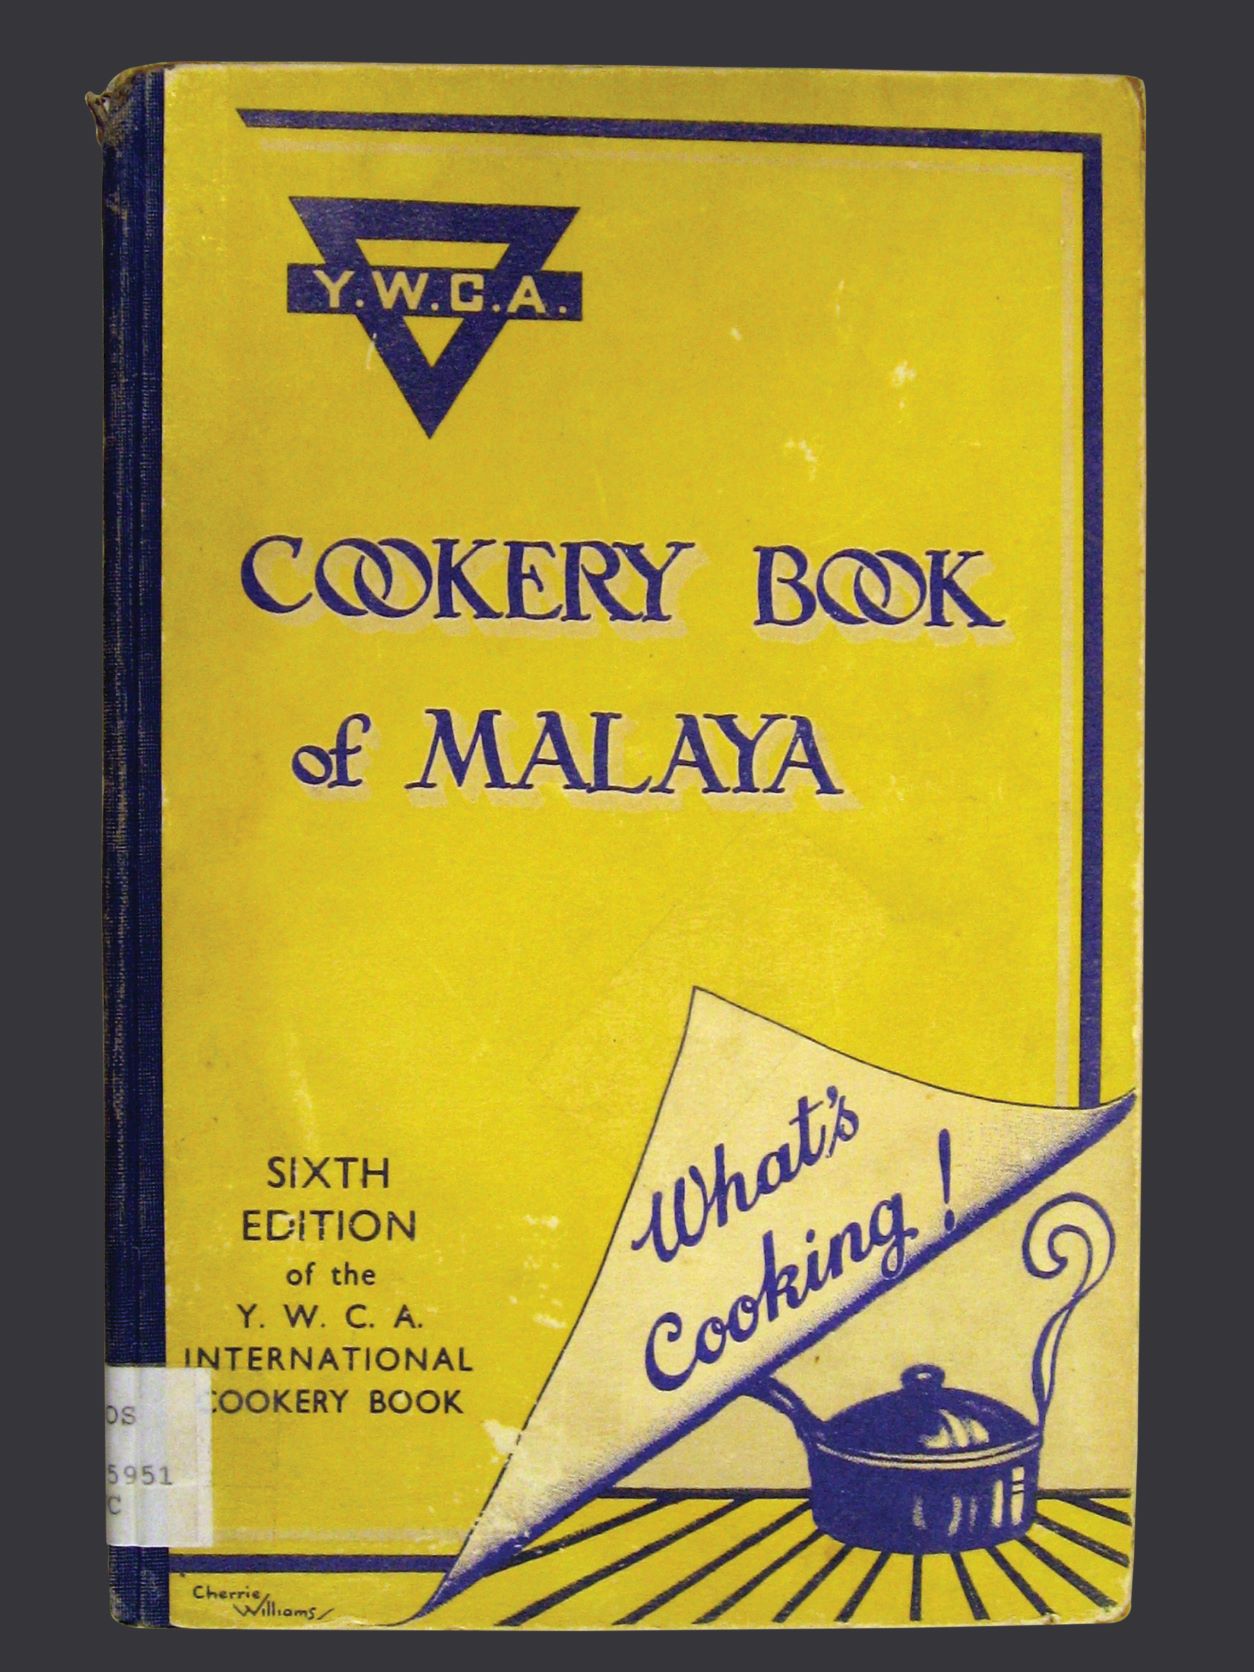 Y.W.C.A.
COOKERY BOOK
of MALAYA
What's
Cooking!
SIXTH
EDITION
of the
Y. W. C. A.
INTERNATIONAL
COOKERY BOOK
OS
5951
C
Cherrie
Williams